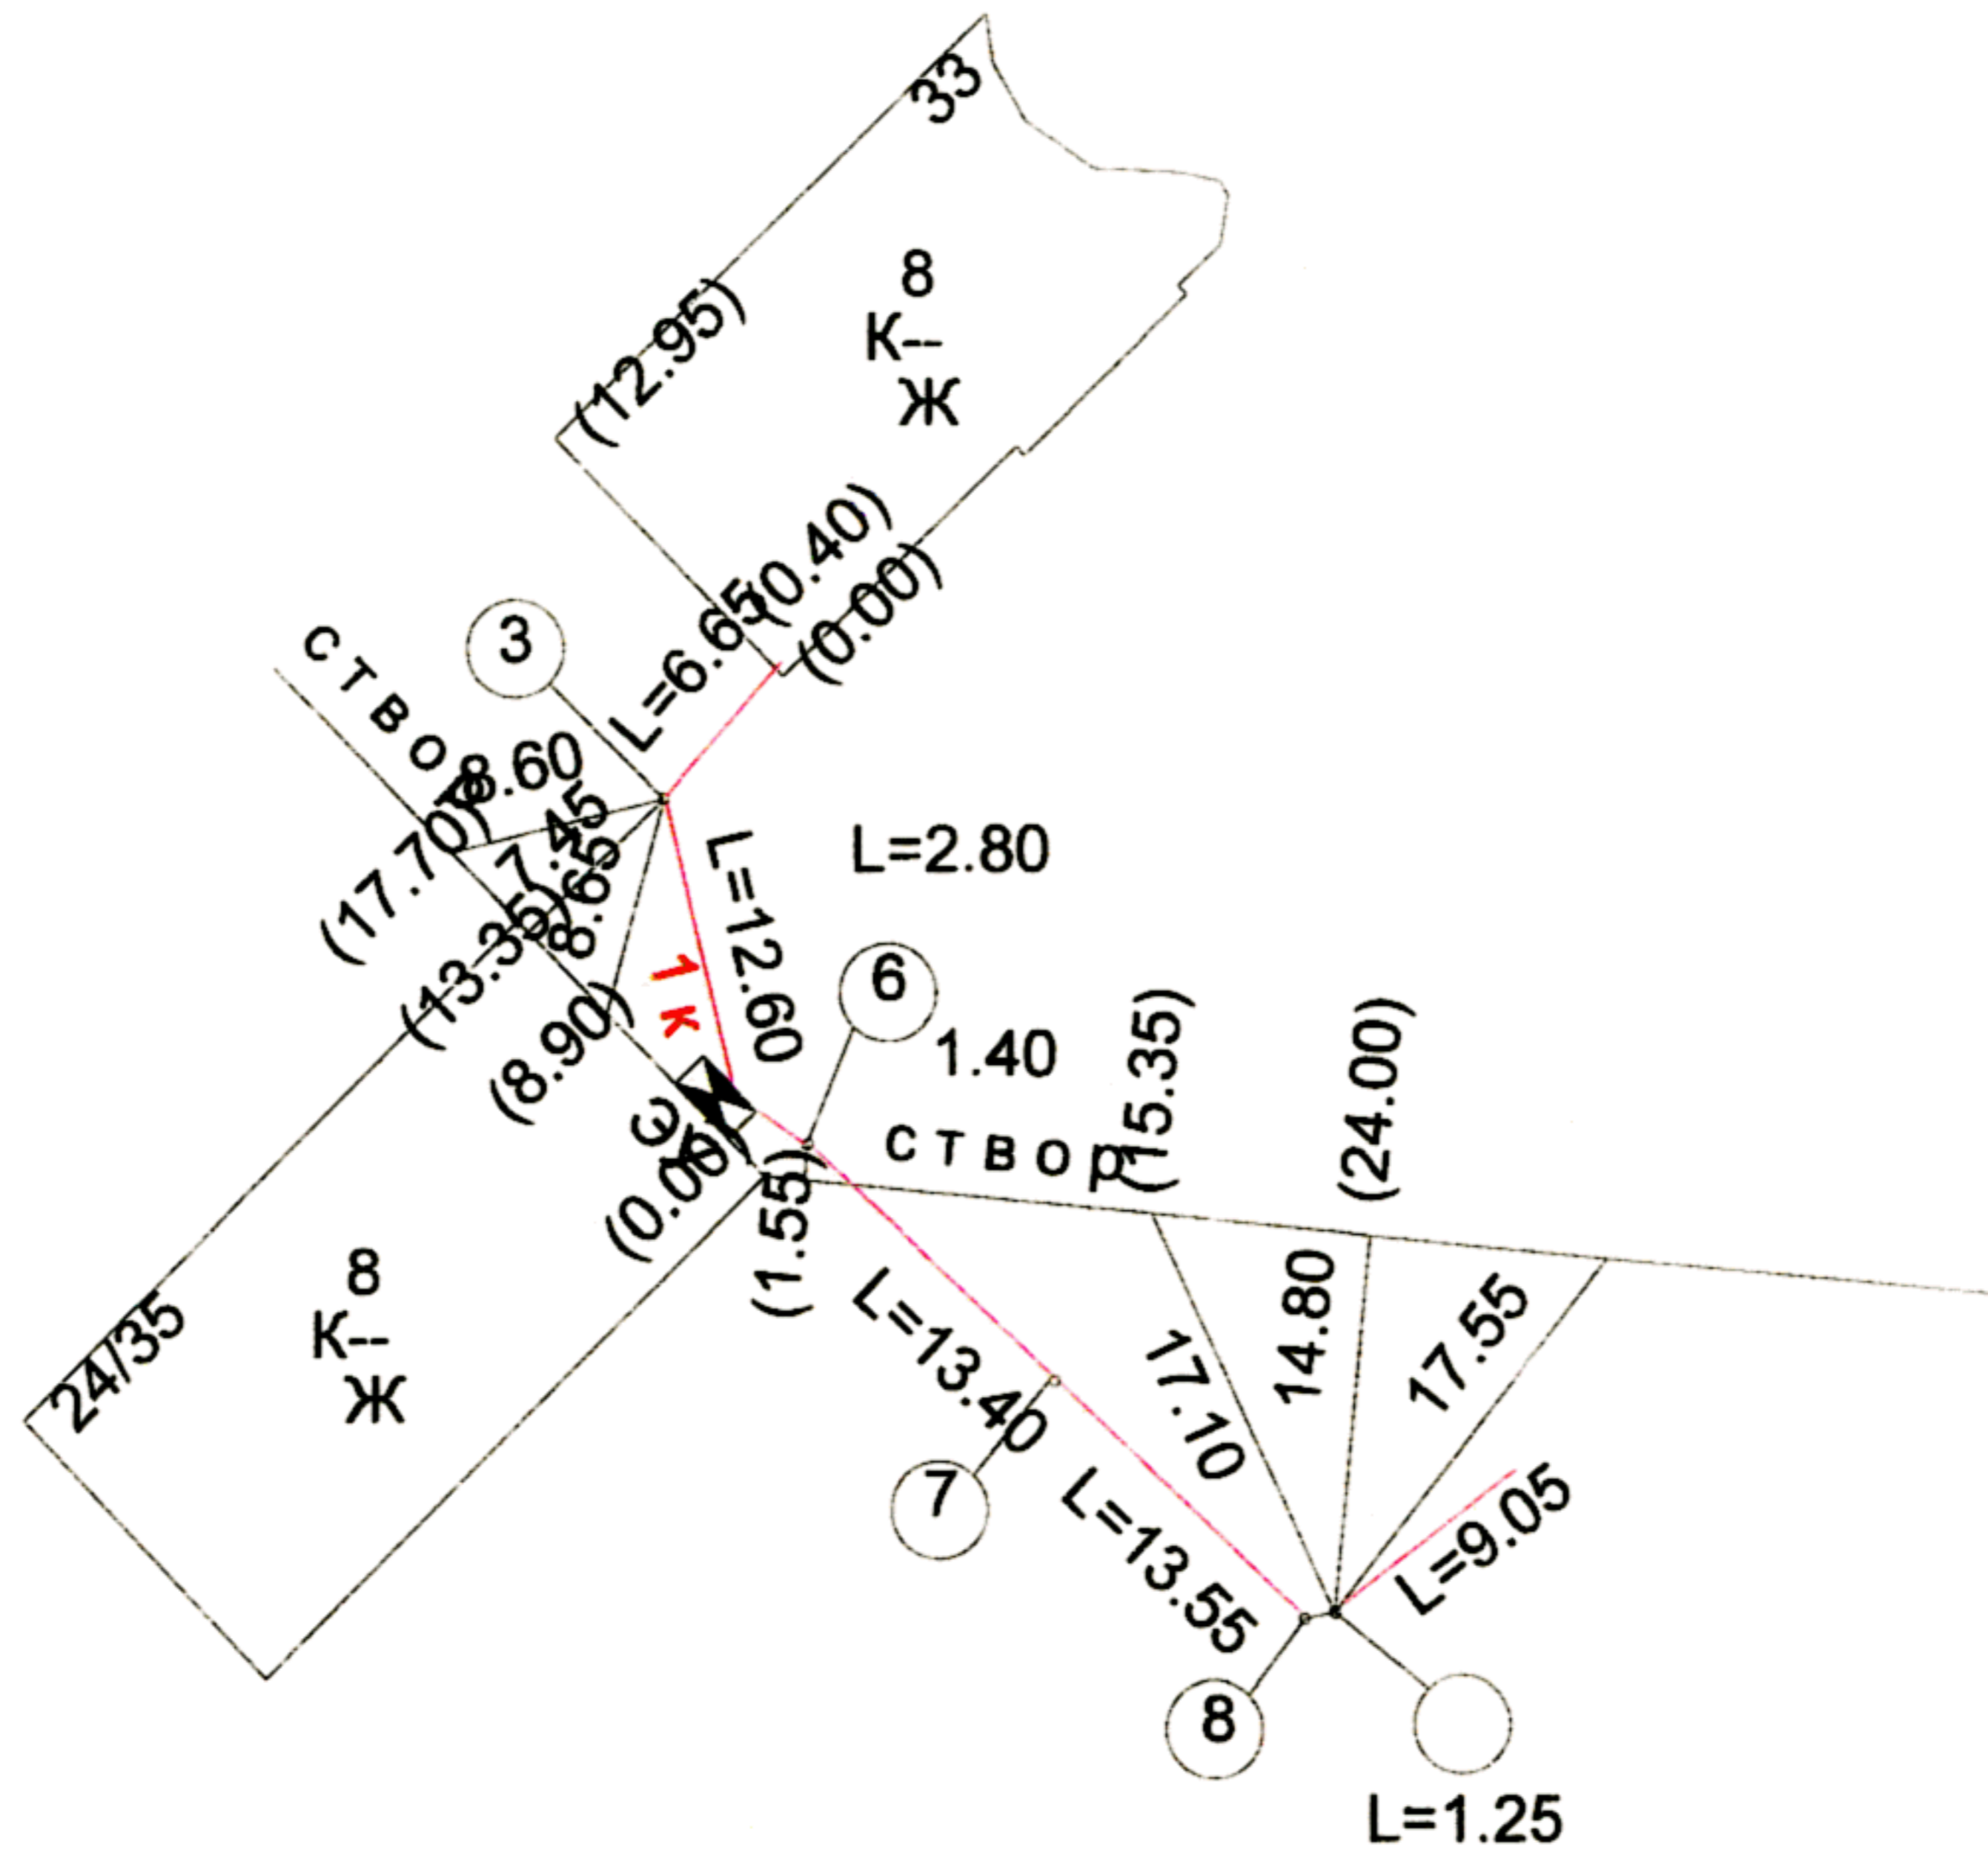 33
8
К--
Ж
(12.95)
(0.40)
(0.00)
L=6.65
3
створ
8.60
7.45
8.65
(17.70)
(13.35)
(8.90)
L=12.60
1 к
L=2.80
6
1.40
створ
(15.35)
(24.00)
(0.00)
(1.55)
24/35
8
К--
Ж
L=13.40
7
17.10
14.80
17.55
L=13.55
L=9.05
8
L=1.25